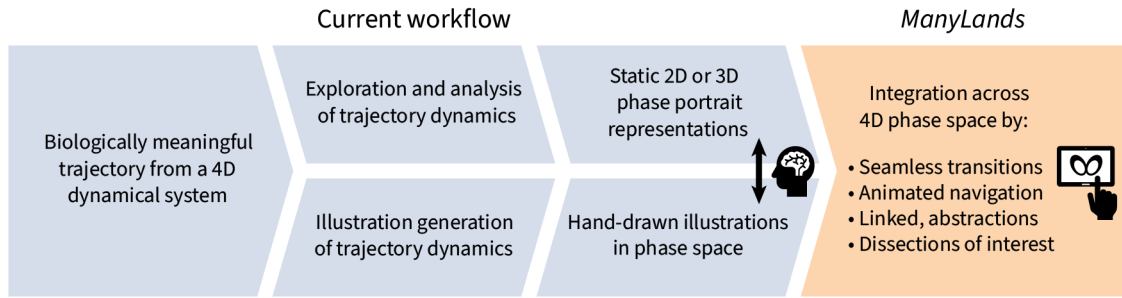 Current workflow
ManyLands
Biologically meaningful
trajectory from a 4D
dynamical system
Exploration and analysis
of trajectory dynamics
Illustration generation
of trajectory dynamics
Static 2D or 3D
phase portrait
representations
Hand-drawn illustrations
in phase space
Integration across
4D phase space by:
• Seamless transitions
• Animated navigation
• Linked, abstractions
• Dissections of interest